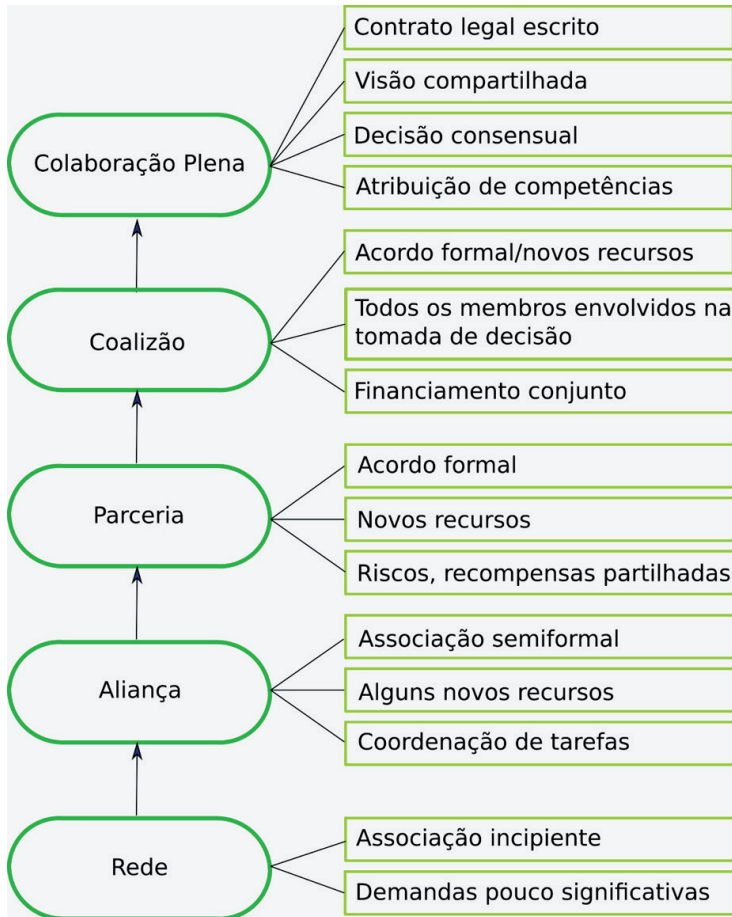 Contrato legal escrito
Visão compartilhada
Colaboração Plena
Decisão consensual
Atribuição de competências
Acordo formal/novos recursos
Coalizão
Todos os membros envolvidos na
tomada de decisão
Financiamento conjunto
Acordo formal
Parceria
Novos recursos
Riscos, recompensas partilhadas
Associação semiformal
Aliança
Alguns novos recursos
Coordenação de tarefas
Associação incipiente
Rede
Demandas pouco significativas